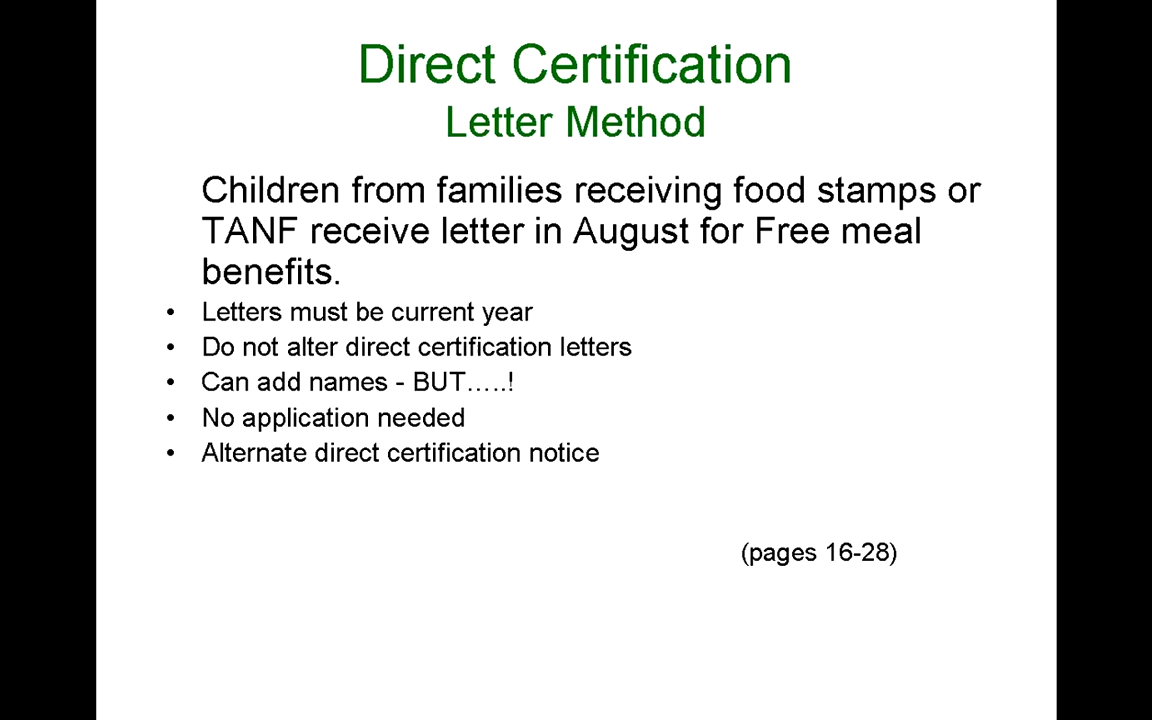 Direct Certification
Letter Method
Children from families receiving food stamps or
TANF receive letter in August for Free meal
benefits.
• Letters must be current year
• Do not alter direct certification letters
• Can add names - BUT…..!
• No application needed
• Alternate direct certification notice
(pages 16-28)